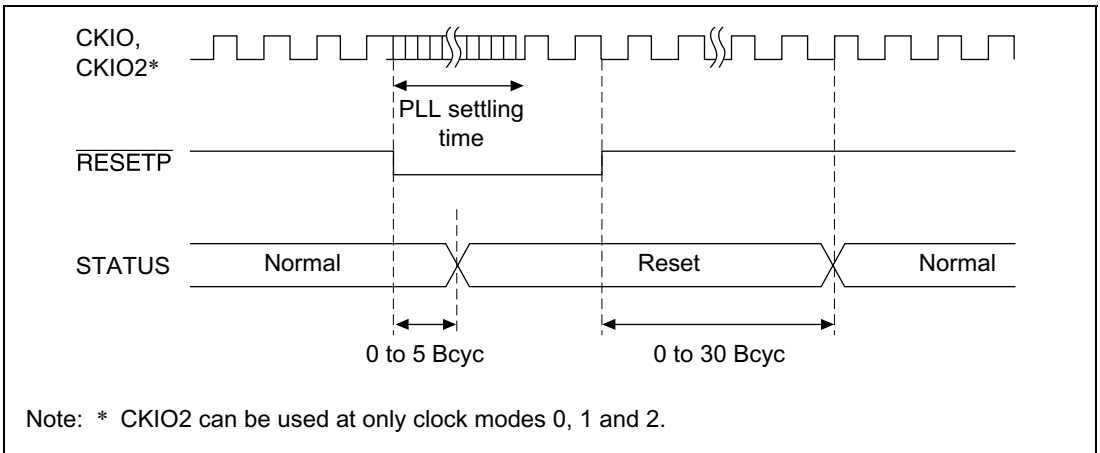 CKIO,
CKIO2*
PLL settling
time
RESETP
STATUS
Normal
Reset
Normal
0 to 5 Bcyc
0 to 30 Bcyc
Note: * CKIO2 can be used at only clock modes 0, 1 and 2.